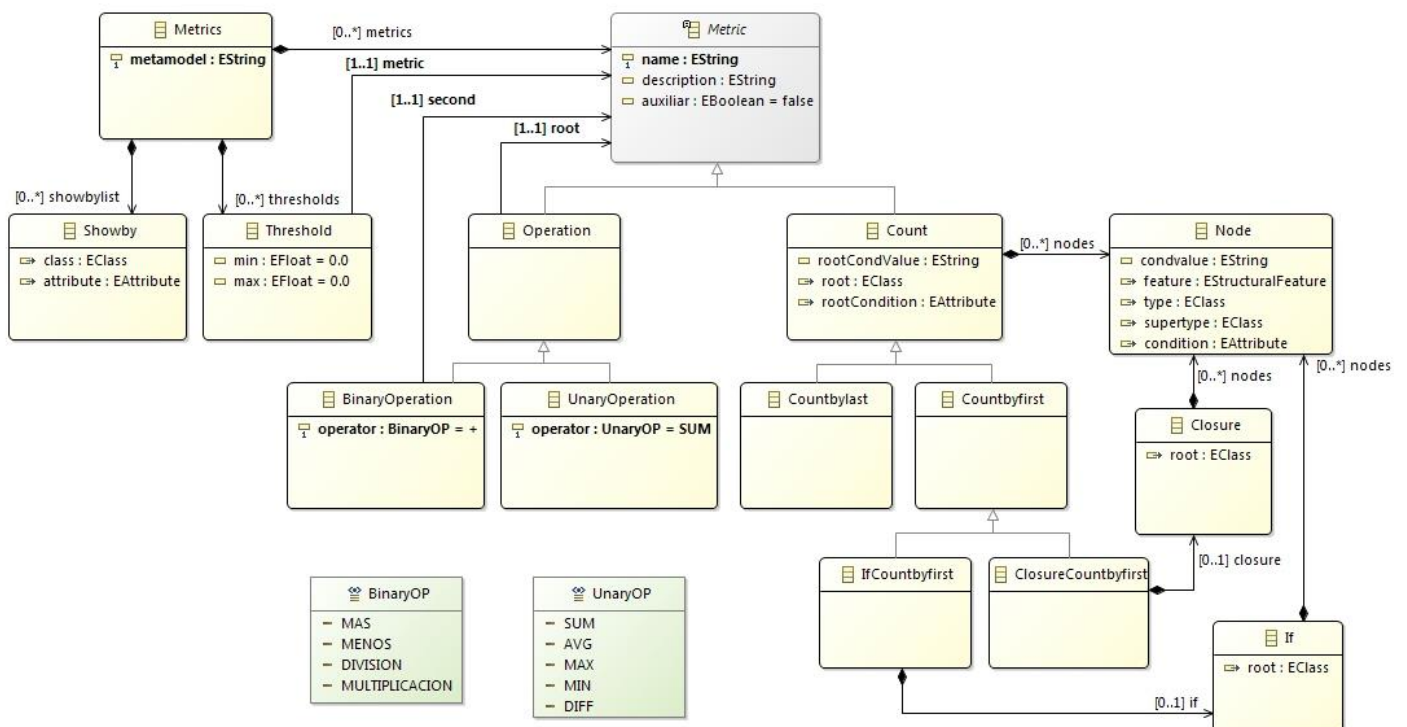 Metrics
metamodel : EString
[0..*] metrics
Metric
name : EString
description : EString
auxiliar : EBoolean = false
[1..1] metric
[1..1] second
[1..1] root
[0..*] showbylist
[0..*] thresholds
Showby
class : EClass
attribute : EAttribute
Threshold
min : EFloat = 0.0
max : EFloat = 0.0
Operation
Count
rootCondValue : EString
root : EClass
rootCondition : EAttribute
[0..*] nodes
Node
condvalue : EString
feature : EStructuralFeature
type : EClass
supertype : EClass
condition : EAttribute
BinaryOperation
operator : BinaryOP = +
UnaryOperation
operator : UnaryOP = SUM
Countbylast
Countbyfirst
[0..*] nodes
[0..*] nodes
Closure
root : EClass
[0..1] closure
IfCountbyfirst
ClosureCountbyfirst
If
root : EClass
[0..1] if
BinaryOP
MAS
MENOS
DIVISION
MULTIPLICACION
UnaryOP
SUM
AVG
MAX
MIN
DIFF